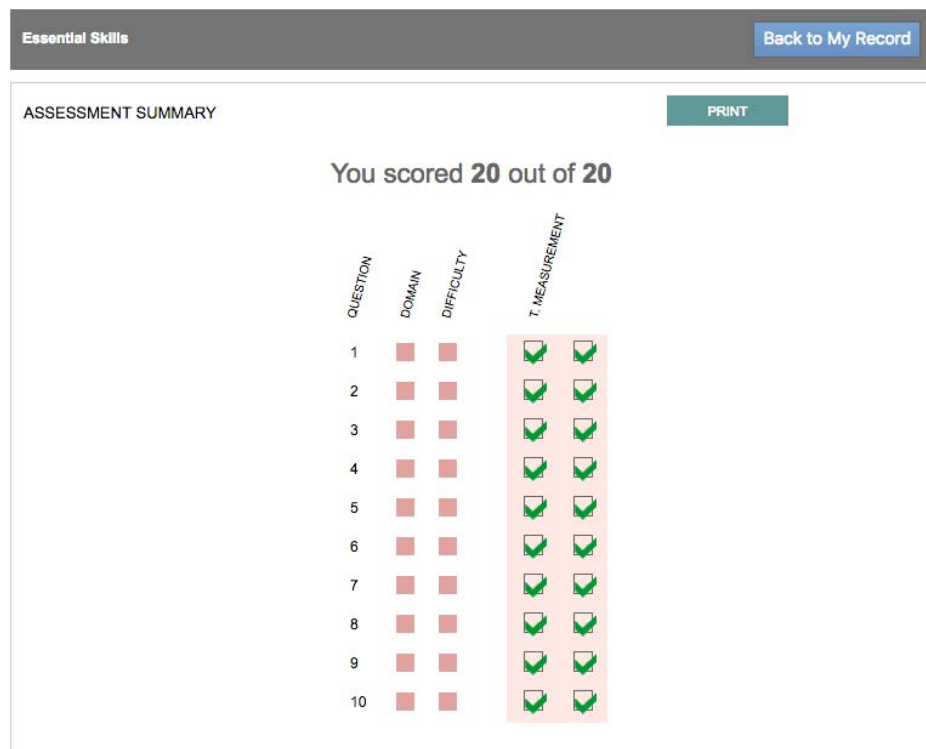 Essential Skills
Back to My Record
ASSESSMENT SUMMARY
PRINT
You scored 20 out of 20
QUESTION
DOMAIN
DIFFICULTY
T. MEASUREMENT
1
2
3
4
5
6
7
8
9
10